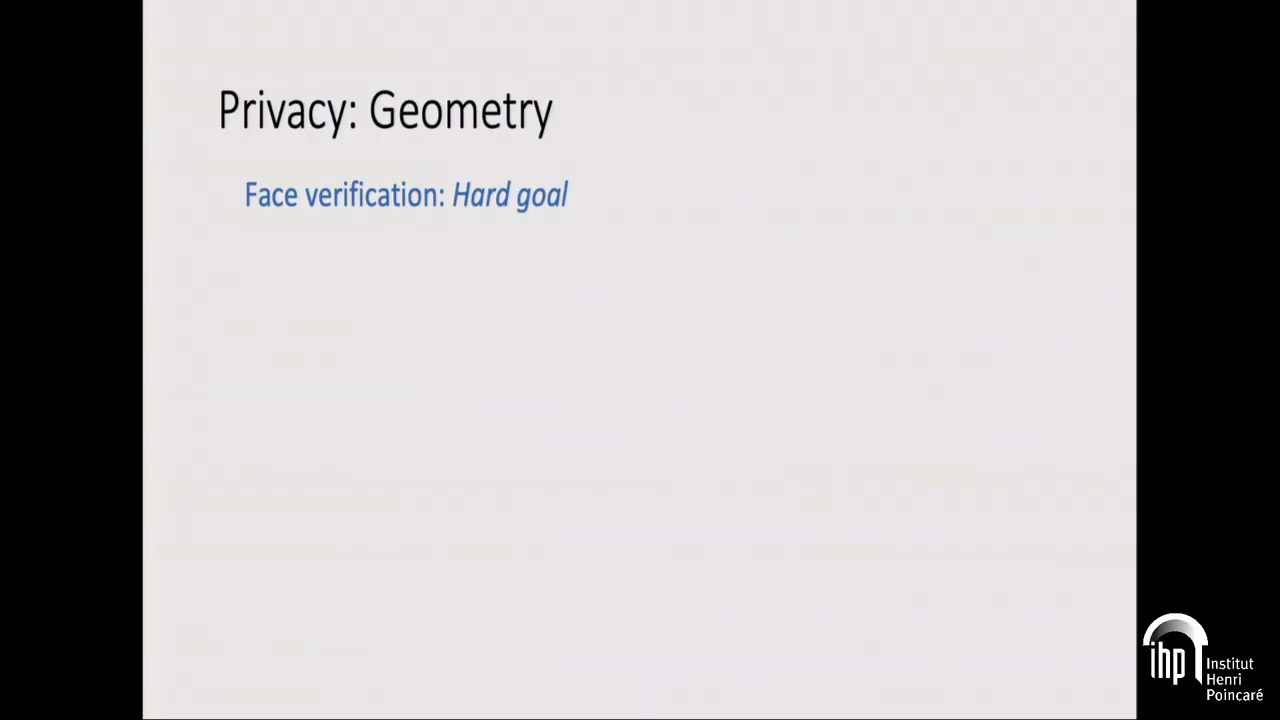 Privacy: Geometry
Face verification: Hard goal
ihp
Institut
Henri
Poincaré